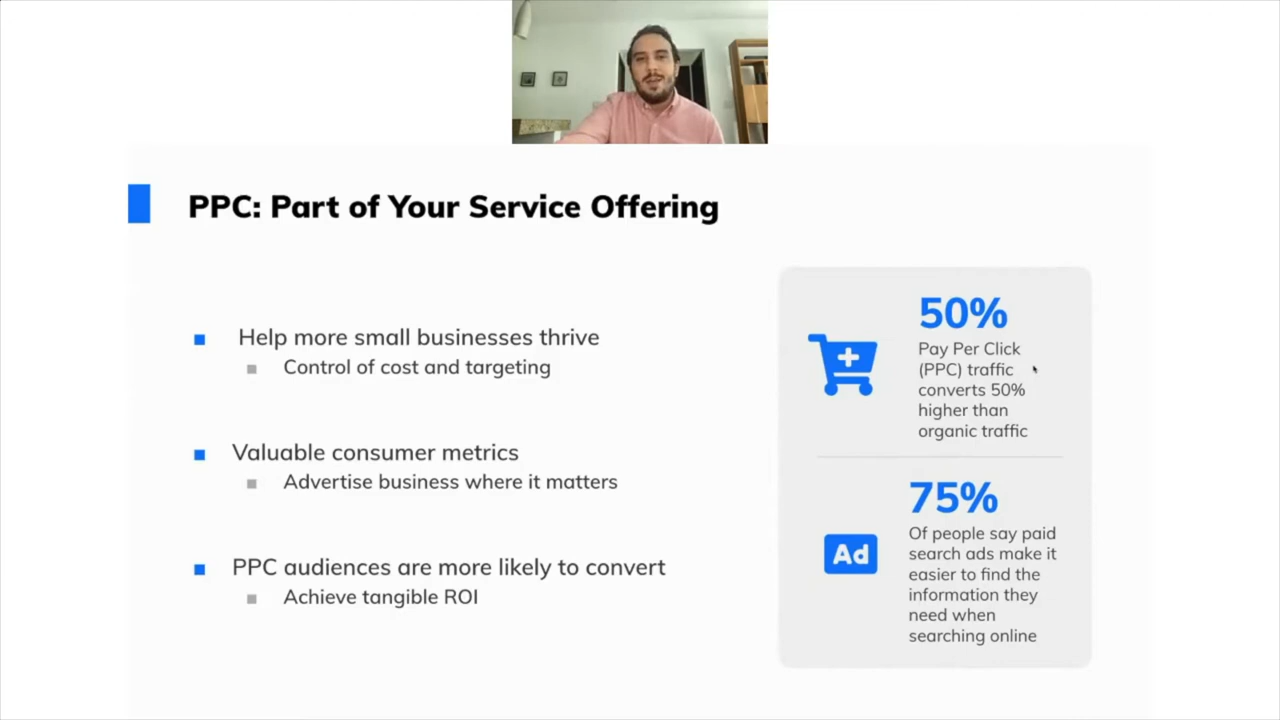 PPC: Part of Your Service Offering
Help more small businesses thrive
Control of cost and targeting
Valuable consumer metrics
Advertise business where it matters
PPC audiences are more likely to convert
Achieve tangible ROI
50%
Pay Per Click
(PPC) traffic
converts 50%
higher than
organic traffic
Ad
75%
Of people say paid
search ads make it
easier to find the
information they
need when
searching online